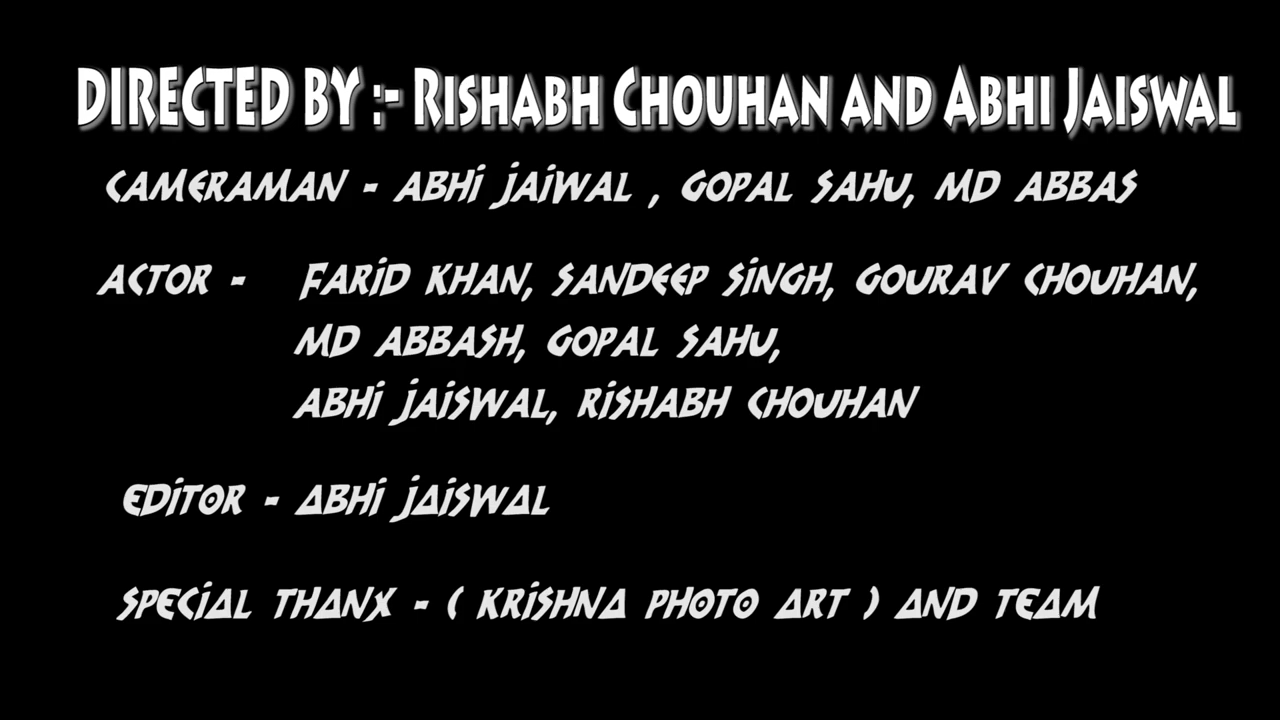 DIRECTED BY :- RISHABH CHOUHAN AND ABHI JAISWAL
CAMERAMAN - ABHI JAIWAL , GOPAL SAHU, MD ABBAS
ACTOR - FARID KHAN, SANDEEP SINGH, GOURAV CHOUHAN,
MD ABBASH, GOPAL SAHU,
ABHI JAISWAL, RISHABH CHOUHAN
EDITOR - ABHI JAISWAL
SPECIAL THANX - ( KRISHNA PHOTO ART ) AND TEAM